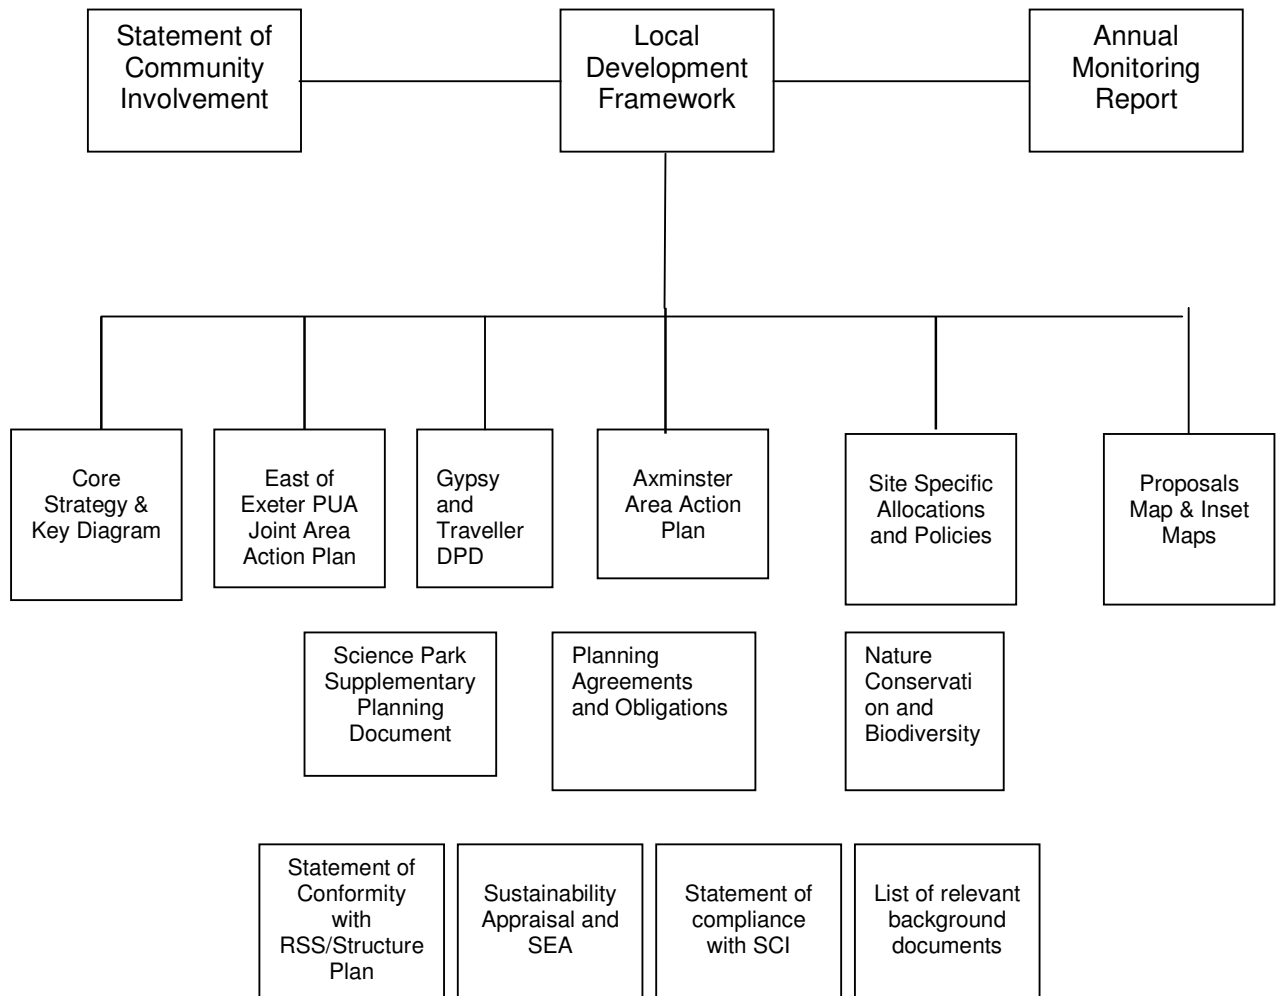 Statement of
Community
Involvement
Local
Development
Framework
Annual
Monitoring
Report
Core
Strategy &
Key Diagram
East of
Exeter PUA
Joint Area
Action Plan
Gypsy
and
Traveller
DPD
Axminster
Area Action
Plan
Site Specific
Allocations
and Policies
Proposals
Map & Inset
Maps
Science Park
Supplementary
Planning
Document
Planning
Agreements
and Obligations
Nature
Conservati
on and
Biodiversity
Statement of
Conformity
with
RSS/Structure
Plan
Sustainability
Appraisal and
SEA
Statement of
compliance
with SCI
List of relevant
background
documents